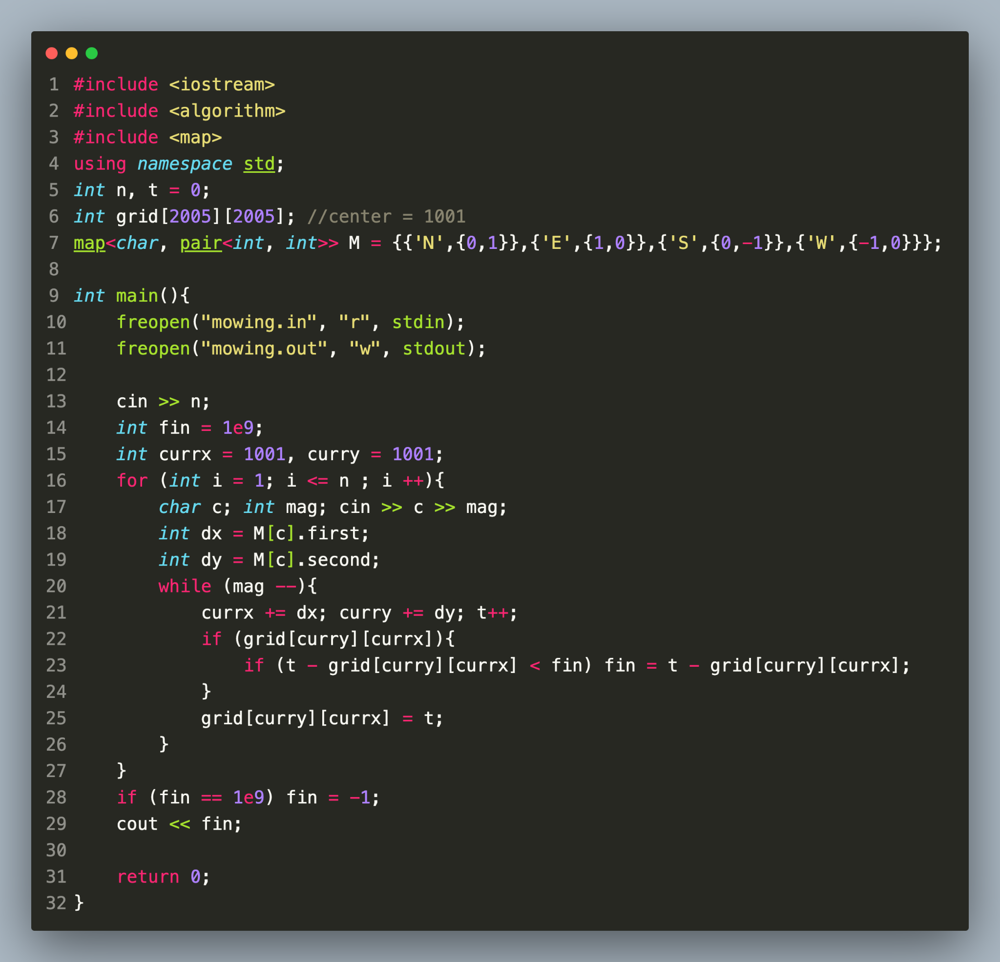 1 #include <iostream>
2 #include <algorithm>
3 #include <map>
4 using namespace std;
5 int n, t = 0;
6 int grid[2005][2005]; //center = 1001
7 map<char, pair<int, int>> M = {{'N',{0,1}},{'E',{1,0}},{'S',{0,-1}},{'W',{-1,0}}};
8
9 int main(){
10     freopen("mowing.in", "r", stdin);
11     freopen("mowing.out", "w", stdout);
12
13     cin >> n;
14     int fin = 1e9;
15     int currx = 1001, curry = 1001;
16     for (int i = 1; i <= n ; i ++){
17         char c; int mag; cin >> c >> mag;
18         int dx = M[c].first;
19         int dy = M[c].second;
20         while (mag --){
21             currx += dx; curry += dy; t++;
22             if (grid[curry][currx]){
23                 if (t - grid[curry][currx] < fin) fin = t - grid[curry][currx];
24             }
25             grid[curry][currx] = t;
26         }
27     }
28     if (fin == 1e9) fin = -1;
29     cout << fin;
30
31     return 0;
32 }